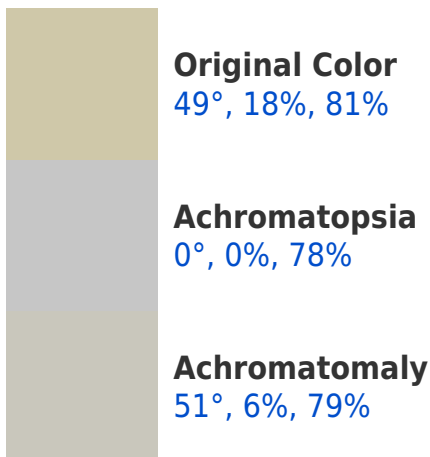 Original Color
49°, 18%, 81%
Achromatopsia
0°, 0%, 78%
Achromatomaly
51°, 6%, 79%